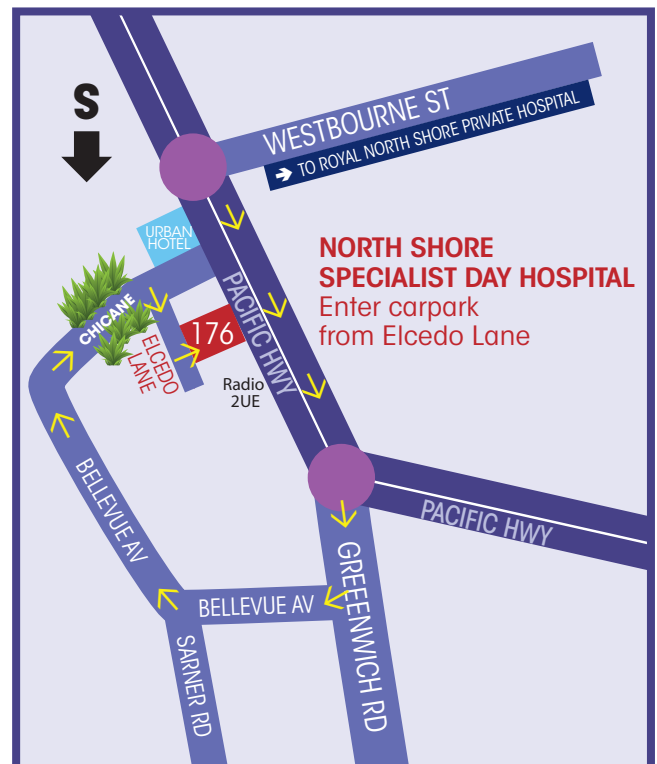 S
WESTBOURNE ST
TO ROYAL NORTH SHORE PRIVATE HOSPITAL
URBAN
HOTEL
NORTH SHORE
SPECIALIST DAY HOSPITAL
Enter carpark
from Elcedo Lane
CHICANE
PACIFIC HWY
176
ELCEDO
LANE
Radio
2UE
BELLEVUE AV
PACIFIC HWY
GREEENWICH RD
BELLEVUE AV
SARNER RD